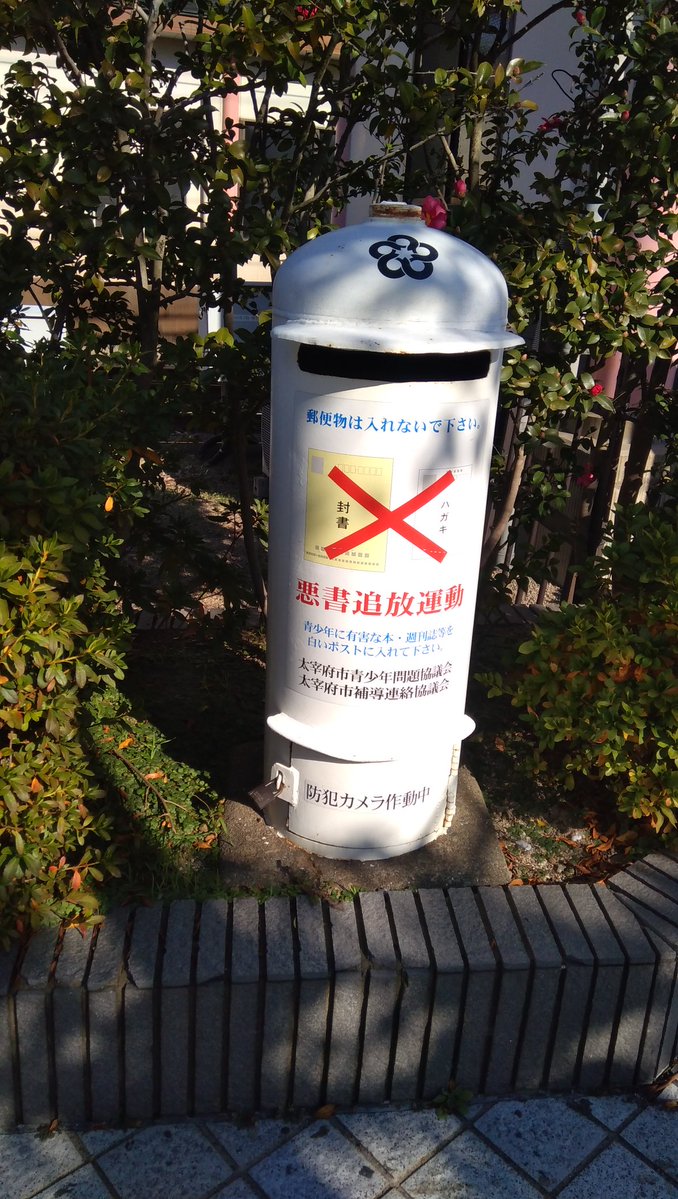 郵便物は入れないで下さい。
封書
ハガキ
悪書追放運動
青少年に有害な本・週刊誌等を
白いポストに入れて下さい。
太宰府市青少年問題協議会
太宰府市補導連絡協議会
防犯カメラ作動中